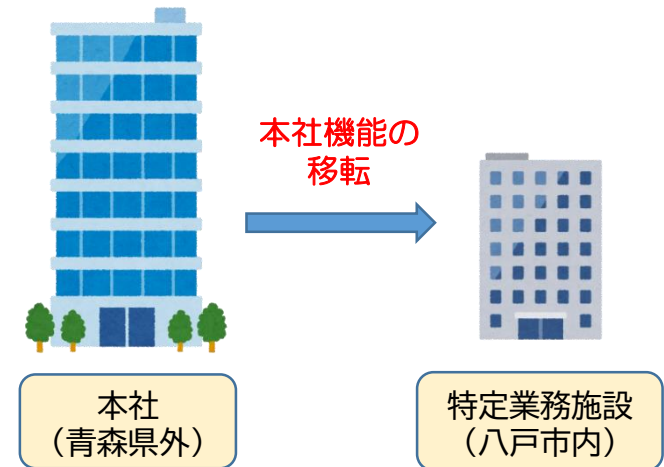 本社機能の
移転
本社
（青森県外）
特定業務施設
（八戸市内）